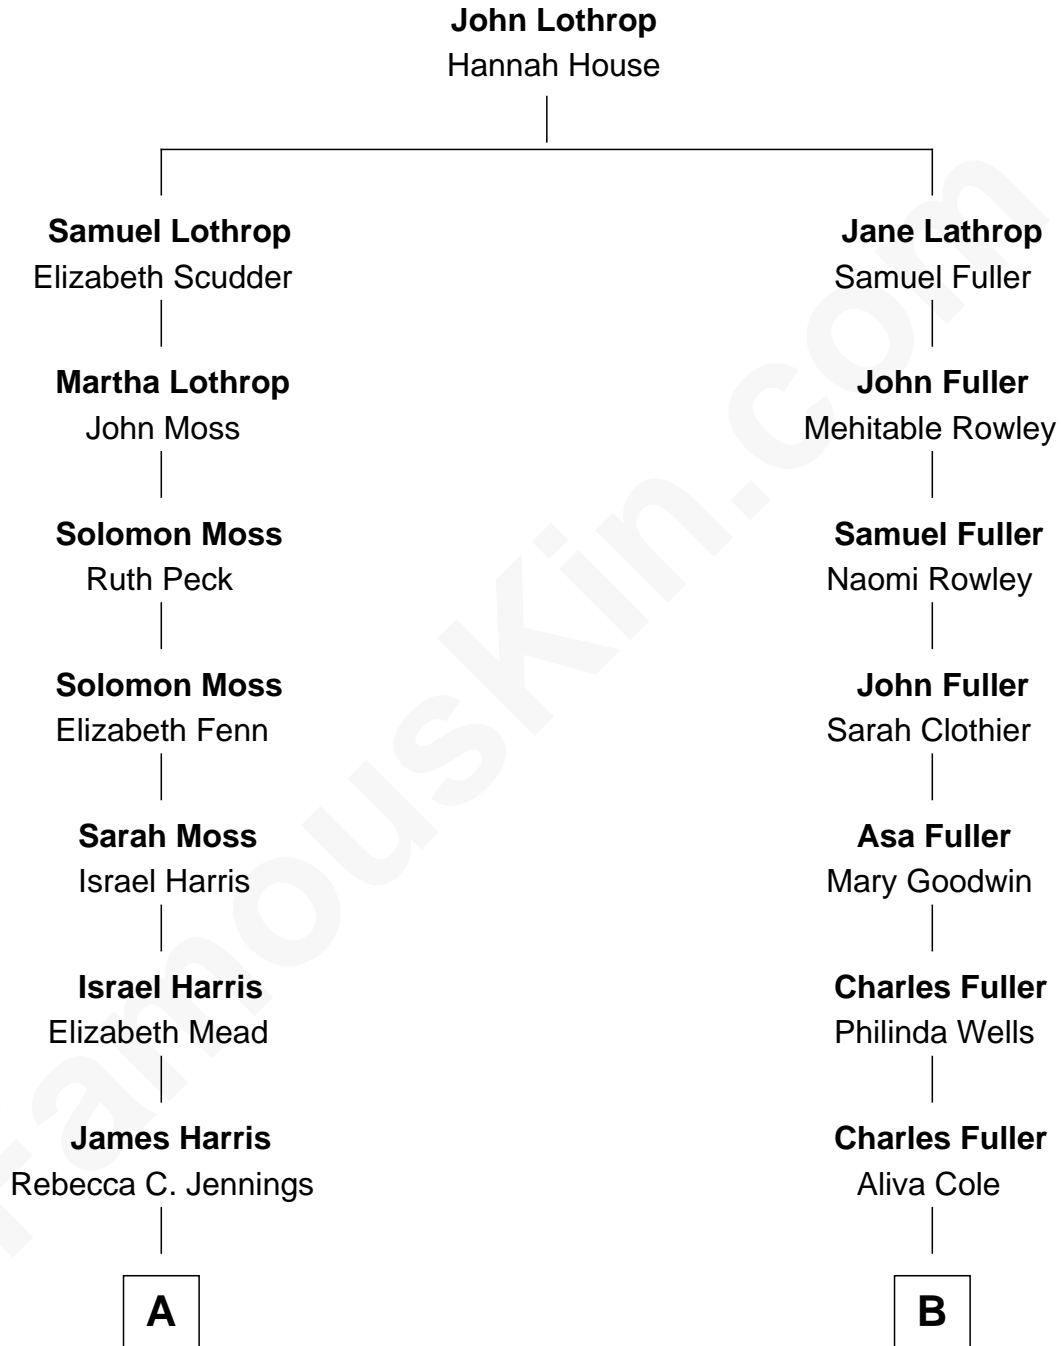 John Lothrop
Hannah House
Samuel Lothrop
Elizabeth Scudder
Jane Lathrop
Samuel Fuller
Martha Lothrop
John Moss
John Fuller
Mehitable Rowley
Solomon Moss
Ruth Peck
Samuel Fuller
Naomi Rowley
Solomon Moss
Elizabeth Fenn
John Fuller
Sarah Clothier
Sarah Moss
Israel Harris
Asa Fuller
Mary Goodwin
Israel Harris
Elizabeth Mead
Charles Fuller
Philinda Wells
James Harris
Rebecca C. Jennings
Charles Fuller
Aliva Cole
A
B
FamousKin.com